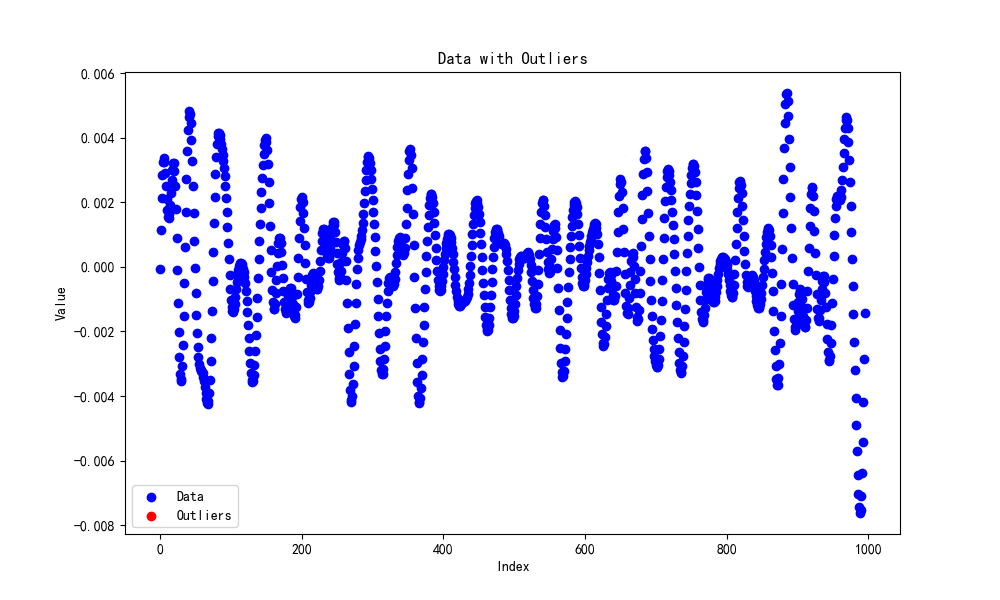 Data with Outliers
0.006
0.004
0.002
0.000
-0.002
-0.004
-0.006
-0.008
Value
Data
Outliers
0 200 400 600 800 1000
Index